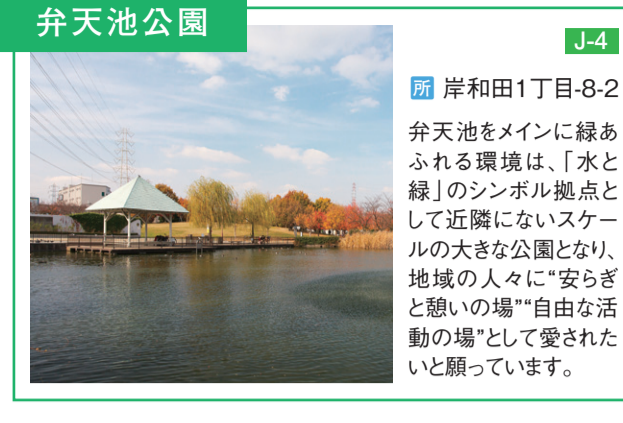 弁天池公園
J-4
所 岸和田1丁目-8-2
弁天池をメインに緑あ
ふれる環境は、「水と
緑」のシンボル拠点と
して近隣にないスケー
ルの大きな公園となり、
地域の人々に“安らぎ
と憩いの場”“自由な活
動の場”として愛された
いと願っています。